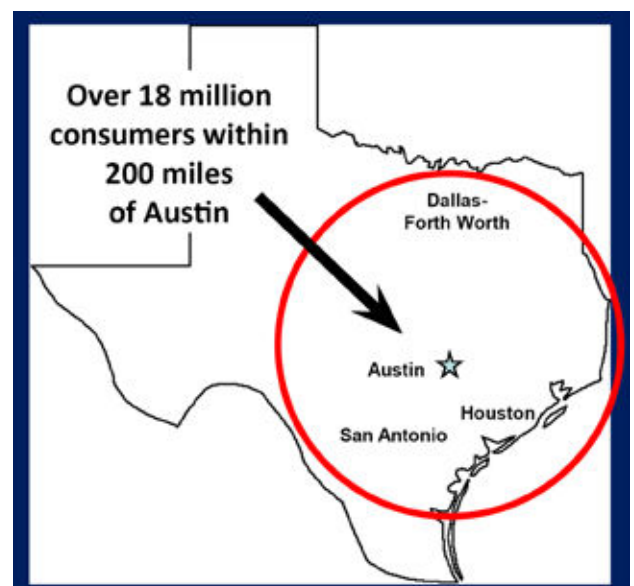 Over 18 million
consumers within
200 miles
of Austin
Dallas-
Forth Worth
Austin
Houston
San Antonio